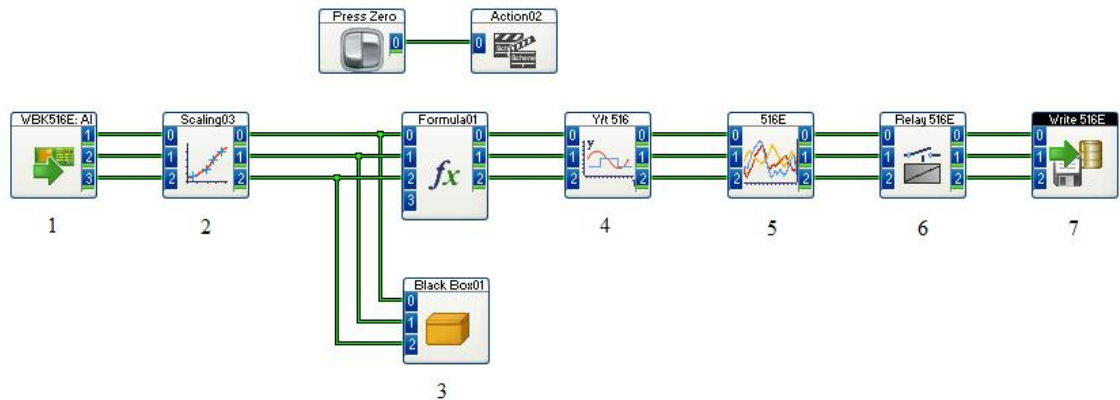 Press Zero
0
Action02
0
WBK516E: AI
1
2
3
Scaling03
0 0
1 1
2 2
Formula01
0 0
1 1
2 2
3
fx
Y/t 516
0 0
1 1
2 2
y
516E
0 0
1 1
2 2
Relay 516E
0 0
1 1
2 2
Write 516E
0
1
2
1
2
4
5
6
7
Black Box01
0
1
2
3